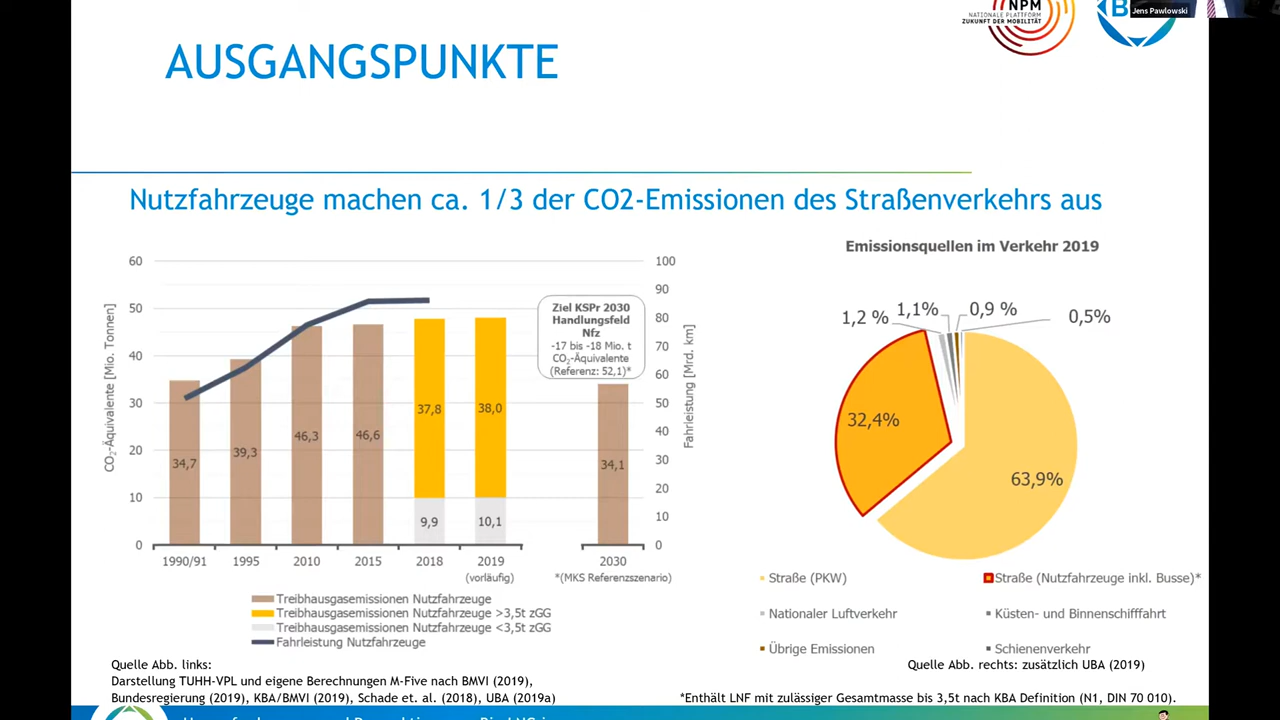 NPM
NATIONALE PLATTFORM
ZUKUNFT DER MOBILITÄT
B
Jens Pawlowski
AUSGANGSPUNKTE
Nutzfahrzeuge machen ca. 1/3 der CO2-Emissionen des Straßenverkehrs aus
CO₂-Äquivalente [Mio. Tonnen]
60
50
40
30
20
10
0
34,7
39,3
46,3
46,6
37,8
9,9
38,0
10,1
34,1
Ziel KSPr 2030
Handlungsfeld
Nfz
-17 bis -18 Mio. t
CO₂-Äquivalente
(Referenz: 52,1)*
100
90
80
70
60
50
40
30
20
10
0
Fahrleistung [Mrd. km]
1990/91
1995
2010
2015
2018
2019
(vorläufig)
2030
*(MKS Referenzszenario)
Treibhausgasemissionen Nutzfahrzeuge
Treibhausgasemissionen Nutzfahrzeuge >3,5t zGG
Treibhausgasemissionen Nutzfahrzeuge <3,5t zGG
Fahrleistung Nutzfahrzeuge
Emissionsquellen im Verkehr 2019
1,2 %
1,1%
0,9 %
0,5%
32,4%
63,9%
Straße (PKW)
Straße (Nutzfahrzeuge inkl. Busse)*
Nationaler Luftverkehr
Küsten- und Binnenschifffahrt
Übrige Emissionen
Schienenverkehr
Quelle Abb. links:
Darstellung TUHH-VPL und eigene Berechnungen M-Five nach BMVI (2019),
Bundesregierung (2019), KBA/BMVI (2019), Schade et. al. (2018), UBA (2019a)
Quelle Abb. rechts: zusätzlich UBA (2019)
*Enthält LNF mit zulässiger Gesamtmasse bis 3,5t nach KBA Definition (N1, DIN 70 010).